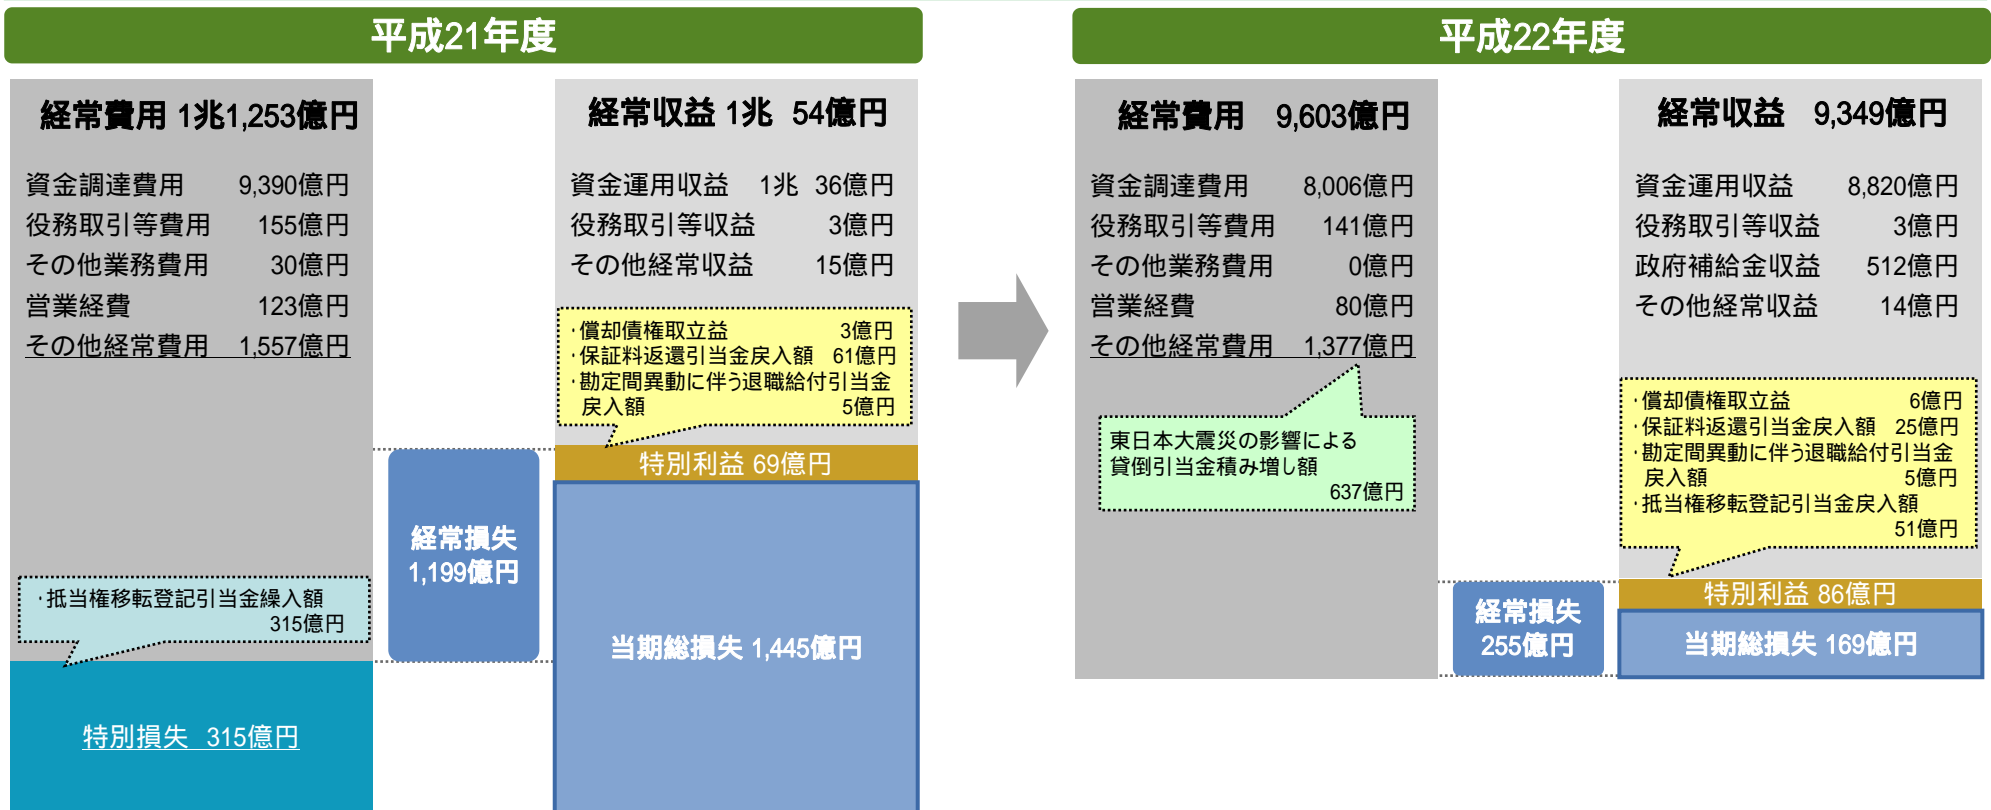 平成21年度
経常費用 1兆1,253億円
資金調達費用 9,390億円
役務取引等費用 155億円
その他業務費用 30億円
営業経費 123億円
その他経常費用 1,557億円
・抵当権移転登記引当金繰入額
315億円
特別損失 315億円
経常損失
1,199億円
経常収益 1兆 54億円
資金運用収益 1兆 36億円
役務取引等収益 3億円
その他経常収益 15億円
・償却債権取立益 3億円
・保証料返還引当金戻入額 61億円
・勘定間異動に伴う退職給付引当金
戻入額 5億円
特別利益 69億円
当期総損失 1,445億円
平成22年度
経常費用 9,603億円
資金調達費用 8,006億円
役務取引等費用 141億円
その他業務費用 0億円
営業経費 80億円
その他経常費用 1,377億円
東日本大震災の影響による
貸倒引当金積み増し額
637億円
経常損失
255億円
経常収益 9,349億円
資金運用収益 8,820億円
役務取引等収益 3億円
政府補給金収益 512億円
その他経常収益 14億円
・償却債権取立益 6億円
・保証料返還引当金戻入額 25億円
・勘定間異動に伴う退職給付引当金
戻入額 5億円
・抵当権移転登記引当金戻入額
51億円
特別利益 86億円
当期総損失 169億円